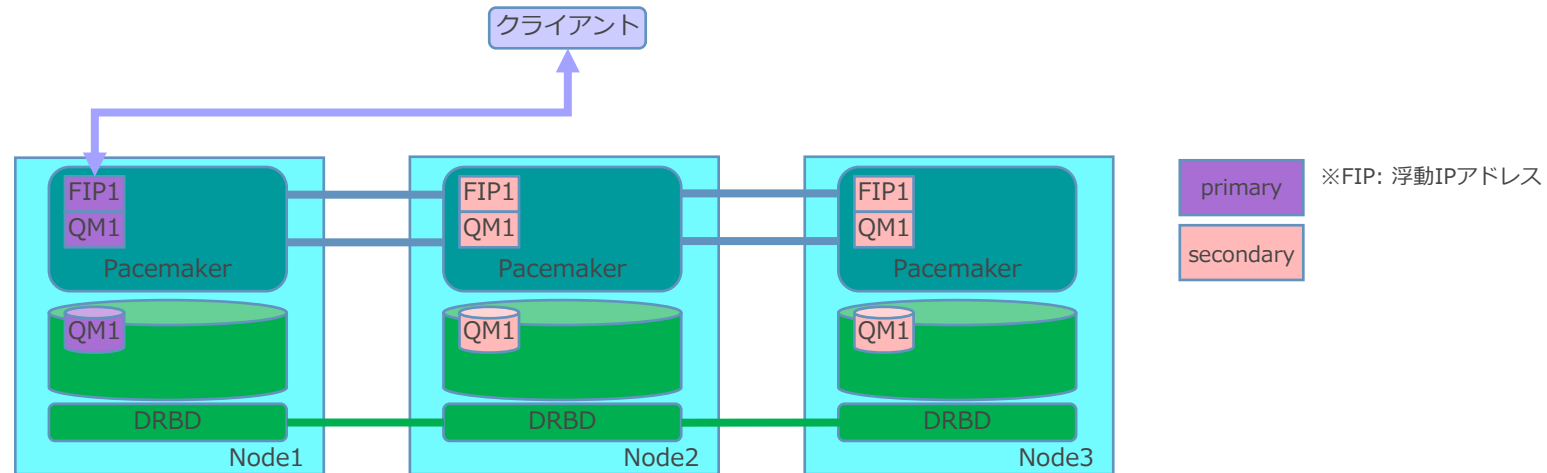 クライアント
FIP1
QM1
Pacemaker
QM1
DRBD
Node1
FIP1
QM1
Pacemaker
QM1
DRBD
Node2
FIP1
QM1
Pacemaker
QM1
DRBD
Node3
primary
secondary
※FIP: 浮動IPアドレス